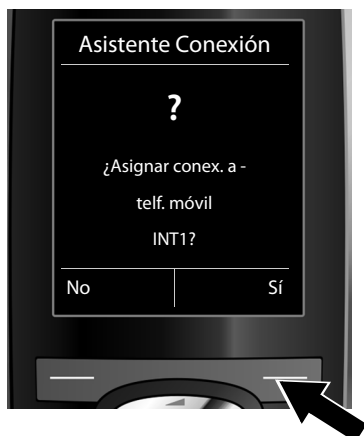 Asistente Conexión
?
¿Asignar conex. a -
telf. móvil
INT1?
No Sí